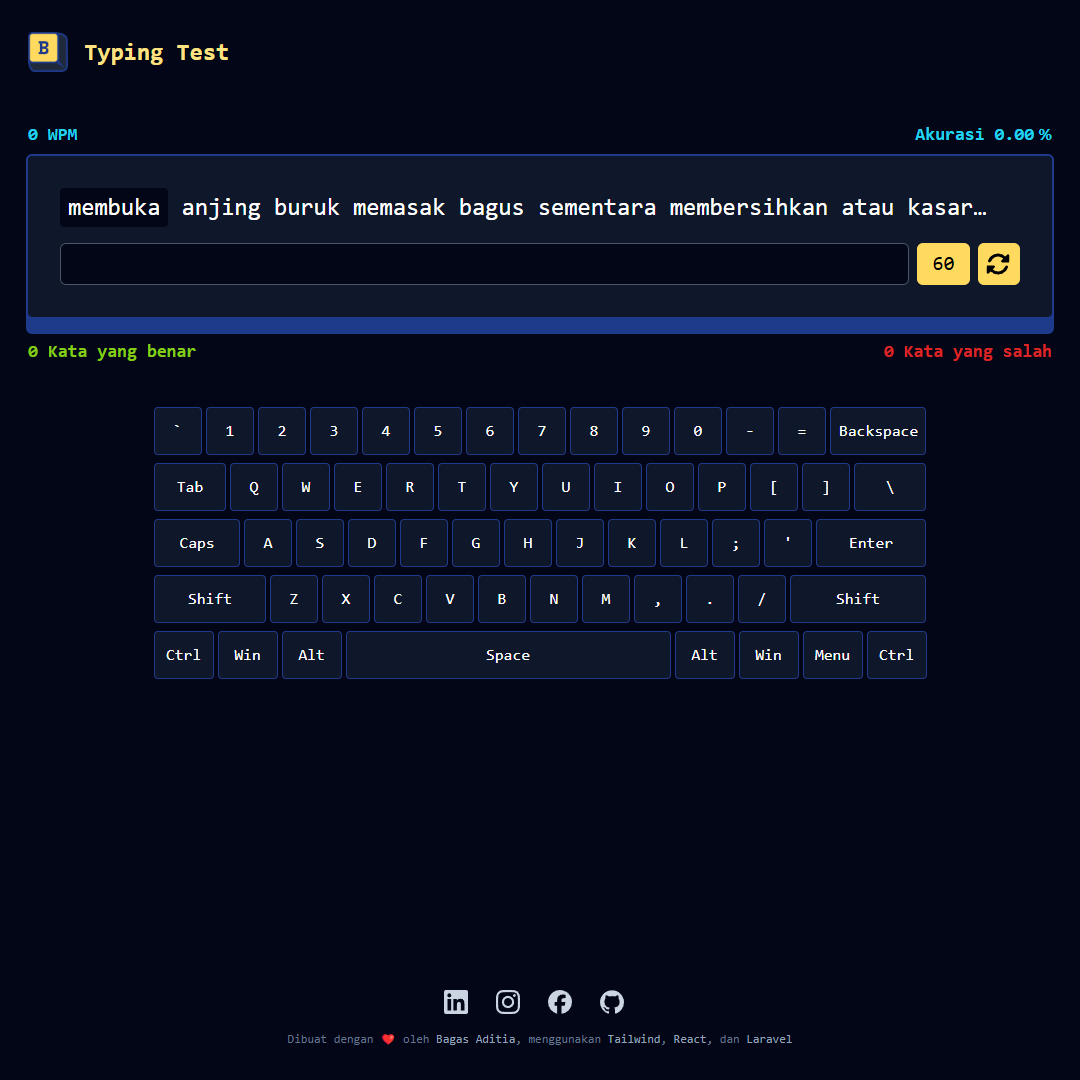 B Typing Test
0 WPM Akurasi 0.00 %
membuka anjing buruk memasak bagus sementara membersihkan atau kasar…
60
0 Kata yang benar 0 Kata yang salah
` 1 2 3 4 5 6 7 8 9 0 - = Backspace
Tab Q W E R T Y U I O P [ ] \
Caps A S D F G H J K L ; ' Enter
Shift Z X C V B N M , . / Shift
Ctrl Win Alt Space Alt Win Menu Ctrl
Dibuat dengan ❤️ oleh Bagas Aditia, menggunakan Tailwind, React, dan Laravel